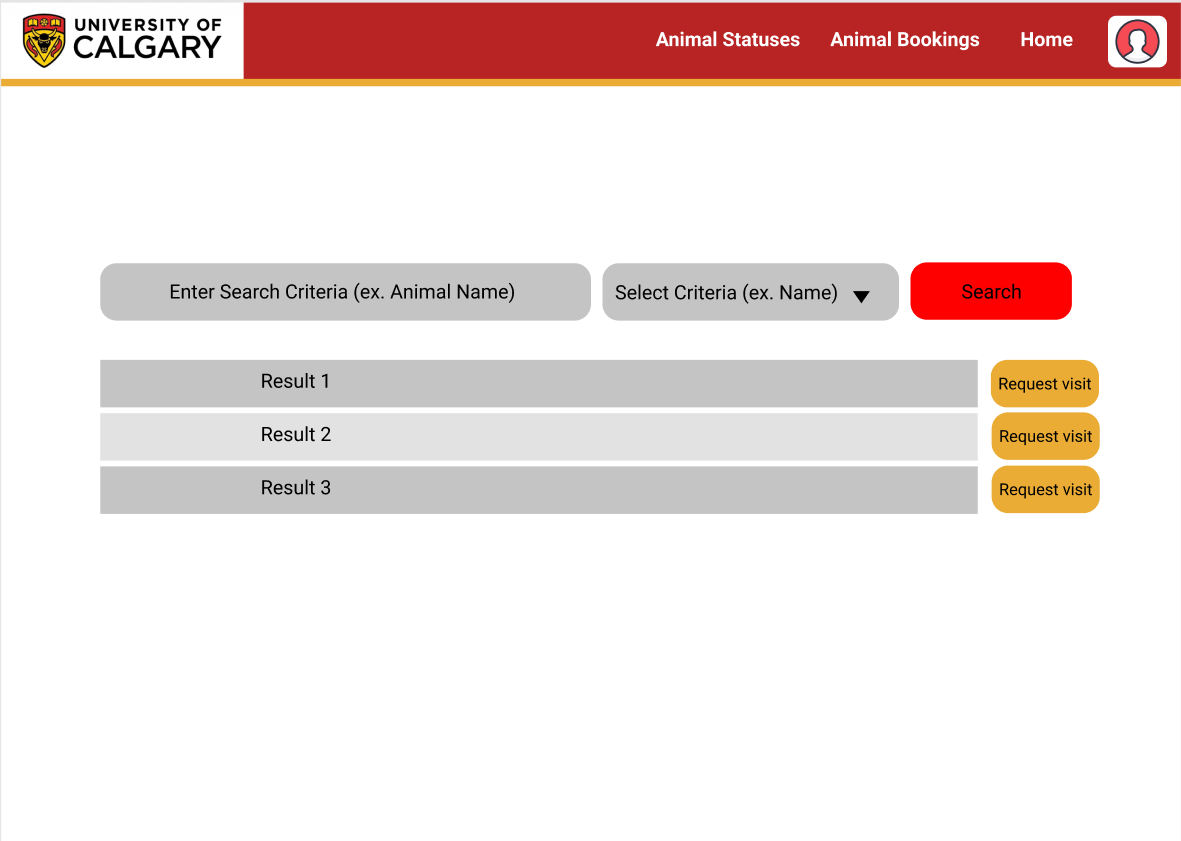 UNIVERSITY OF
CALGARY
Animal Statuses Animal Bookings Home
Enter Search Criteria (ex. Animal Name) Select Criteria (ex. Name) Search
Result 1 Request visit
Result 2 Request visit
Result 3 Request visit